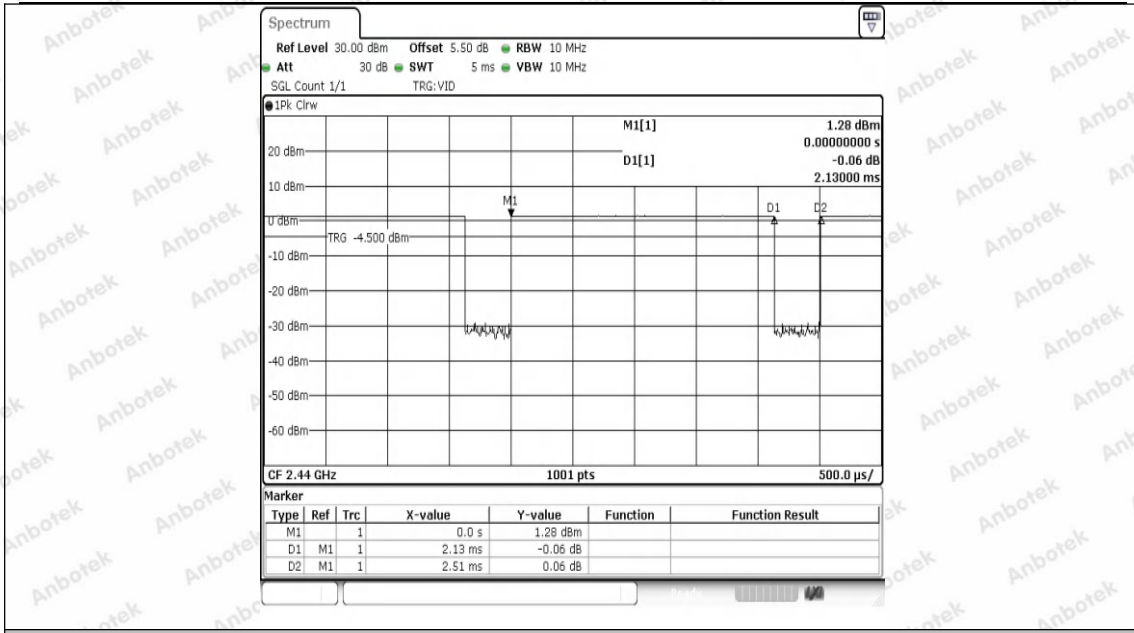 Spectrum
Ref Level 30.00 dBm Offset 5.50 dB RBW 10 MHz
Att 30 dB SWT 5 ms VBW 10 MHz
SGL Count 1/1 TRG: VID
1Pk Clrw
M1[1] 1.28 dBm
0.00000000 s
20 dBm
D1[1] -0.06 dB
2.13000 ms
10 dBm
M1
D1 D2
0 dBm
TRG -4.500 dBm
-10 dBm
-20 dBm
-30 dBm
-40 dBm
-50 dBm
-60 dBm
CF 2.44 GHz 1001 pts 500.0 µs/
Marker
Type Ref Trc X-value Y-value Function Function Result
M1 1 0.0 s 1.28 dBm
D1 M1 1 2.13 ms -0.06 dB
D2 M1 1 2.51 ms 0.06 dB
Anbotek